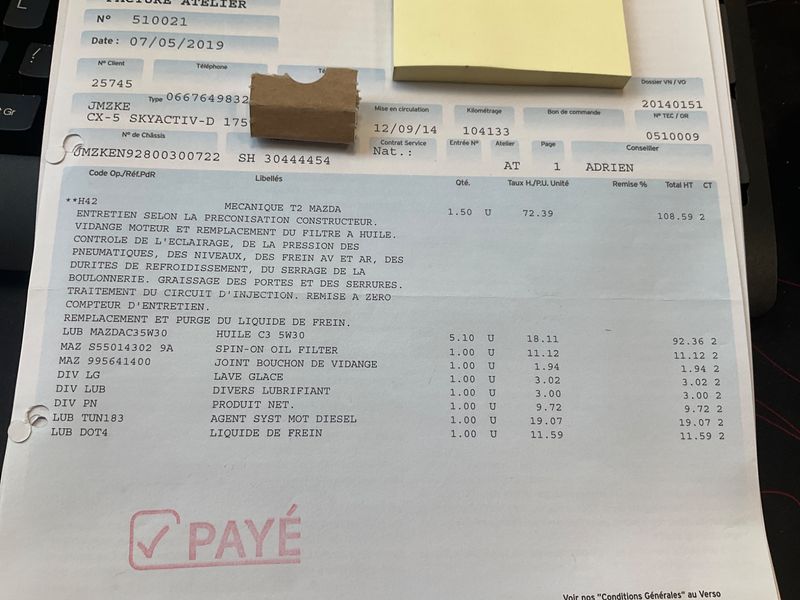 FACTURE ATELIER
N° 510021
Date : 07/05/2019
N° Client Téléphone Dossier VN / VO
25745 20140151
JMZKE Type 0667649832 Mise en circulation Kilométrage Bon de commande N° TEC / OR
CX-5 SKYACTIV-D 175 12/09/14 104133 0510009
N° de Châssis Contrat Service Entrée N° Atelier Page Conseiller
JMZKEN92800300722 SH 30444454 Nat.: AT 1 ADRIEN
Code Op./Réf.PdR Libellés Qté. Taux H./P.U. Unité Remise % Total HT CT
**H42 MECANIQUE T2 MAZDA 1.50 U 72.39 108.59 2
ENTRETIEN SELON LA PRECONISATION CONSTRUCTEUR.
VIDANGE MOTEUR ET REMPLACEMENT DU FILTRE A HUILE.
CONTROLE DE L'ECLAIRAGE, DE LA PRESSION DES
PNEUMATIQUES, DES NIVEAUX, DES FREIN AV ET AR, DES
DURITES DE REFROIDISSEMENT, DU SERRAGE DE LA
BOULONNERIE. GRAISSAGE DES PORTES ET DES SERRURES.
TRAITEMENT DU CIRCUIT D'INJECTION. REMISE A ZERO
COMPTEUR D'ENTRETIEN.
REMPLACEMENT ET PURGE DU LIQUIDE DE FREIN.
LUB MAZDAC35W30 HUILE C3 5W30 5.10 U 18.11 92.36 2
MAZ S55014302 9A SPIN-ON OIL FILTER 1.00 U 11.12 11.12 2
MAZ 995641400 JOINT BOUCHON DE VIDANGE 1.00 U 1.94 1.94 2
DIV LG LAVE GLACE 1.00 U 3.02 3.02 2
DIV LUB DIVERS LUBRIFIANT 1.00 U 3.00 3.00 2
DIV PN PRODUIT NET. 1.00 U 9.72 9.72 2
LUB TUN183 AGENT SYST MOT DIESEL 1.00 U 19.07 19.07 2
LUB DOT4 LIQUIDE DE FREIN 1.00 U 11.59 11.59 2
PAYÉ
Voir nos "Conditions Générales" au Verso